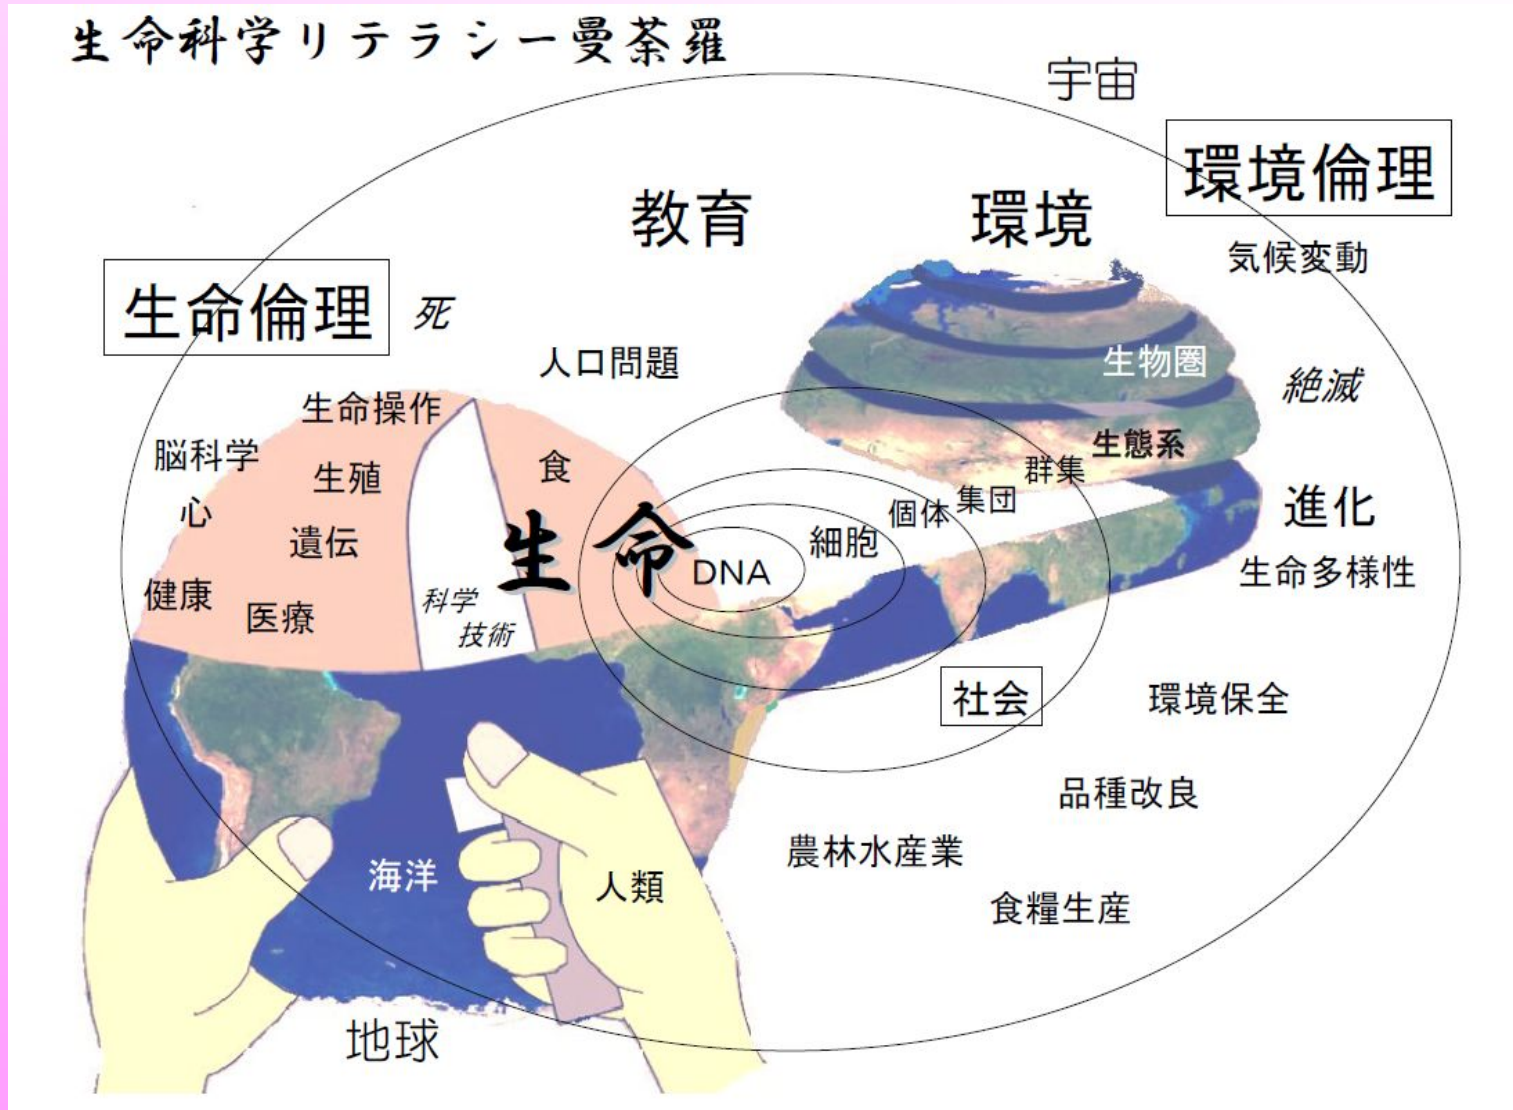 生命科学リテラシー曼荼羅
宇宙
環境倫理
教育
環境
気候変動
生命倫理
死
人口問題
生物圏
絶滅
生命操作
生態系
脳科学
食
群集
生殖
集団
個体
進化
心
生命
遺伝
細胞
DNA
生命多様性
健康
医療
科学
技術
社会
環境保全
品種改良
農林水産業
海洋
人類
食糧生産
地球